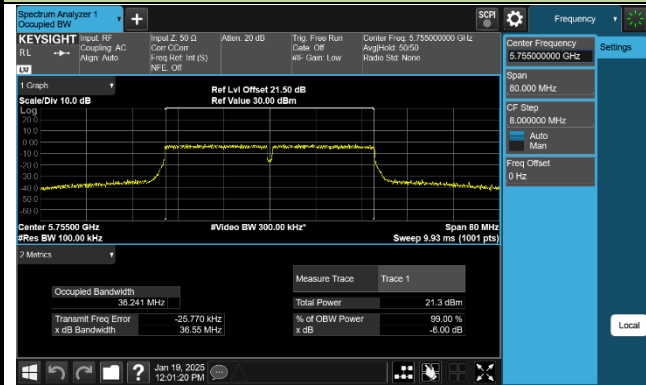 Spectrum Analyzer 1
Occupied BW
SCPI
Frequency
KEYSIGHT
RL
LXI
Input: RF
Coupling: AC
Align: Auto
Input Z: 50 Ω
Corr CCorr
Freq Ref: Int (S)
NFE: Off
Atten: 20 dB
Trig: Free Run
Gate: Off
#IF Gain: Low
Center Freq: 5.755000000 GHz
Avg|Hold: 50/50
Radio Std: None
Center Frequency
5.755000000 GHz
Settings
Span
80.000 MHz
CF Step
8.000000 MHz
Auto
Man
Freq Offset
0 Hz
1 Graph
Scale/Div 10.0 dB
Ref Lvl Offset 21.50 dB
Ref Value 30.00 dBm
Log
20.0
10.0
0.00
-10.0
-20.0
-30.0
-40.0
-50.0
-60.0
Center 5.75500 GHz
#Video BW 300.00 kHz*
Span 80 MHz
#Res BW 100.00 kHz
Sweep 9.93 ms (1001 pts)
2 Metrics
Measure Trace
Trace 1
Occupied Bandwidth
36.241 MHz
Total Power
21.3 dBm
Transmit Freq Error
-25.770 kHz
% of OBW Power
99.00 %
x dB Bandwidth
36.55 MHz
x dB
-6.00 dB
Local
?
Jan 19, 2025
12:01:20 PM